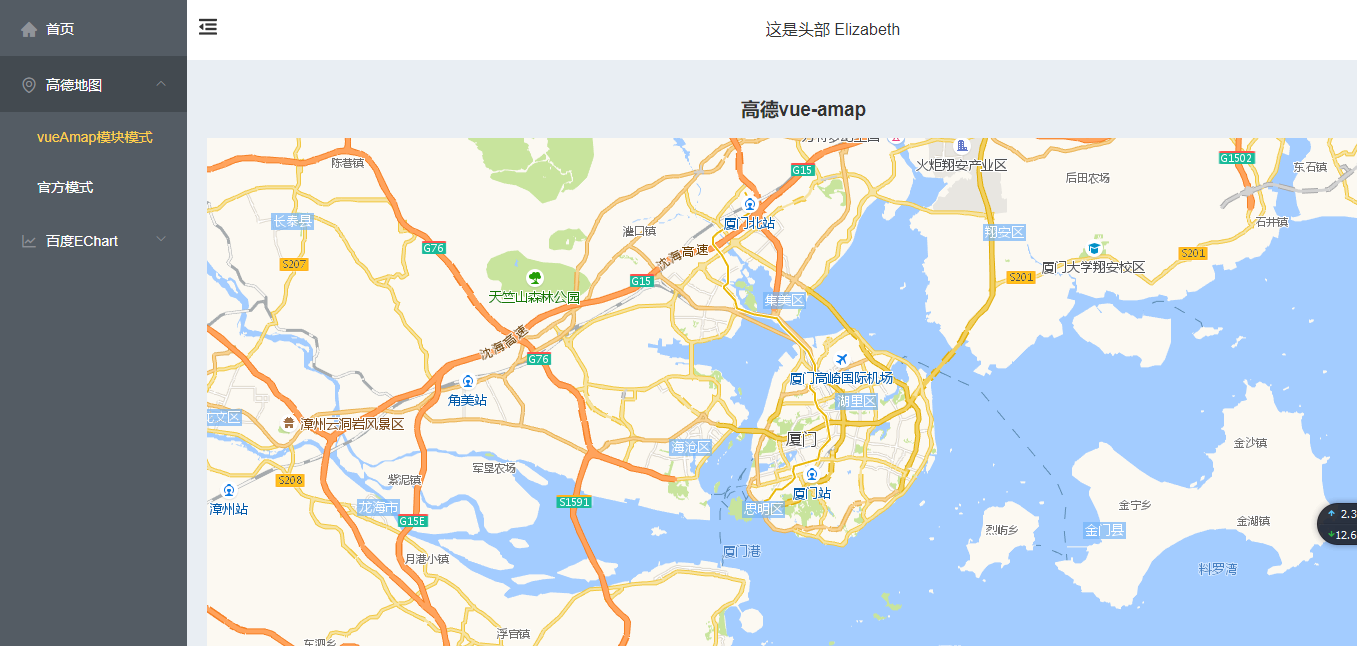 首页
这是头部 Elizabeth
高德地图
vueAmap模块模式
官方模式
百度EChart
高德vue-amap
陈巷镇
G15
火炬翔安产业区
后田农场
G1502
东石镇
长泰县
灌口镇
厦门北站
翔安区
石井镇
G76
沈海高速
S207
G15
厦门大学翔安校区
S201
S201
天竺山森林公园
集美区
沈海高速
G76
厦门高崎国际机场
角美站
湖里区
漳州云洞岩风景区
厦门
海沧区
金沙镇
军垦农场
S208
紫泥镇
漳州站
龙海市
S1591
厦门站
思明区
G15E
金宁乡
金湖镇
烈屿乡
金门县
2.3
12.6
月港小镇
厦门港
料罗湾
浮官镇
东泗乡